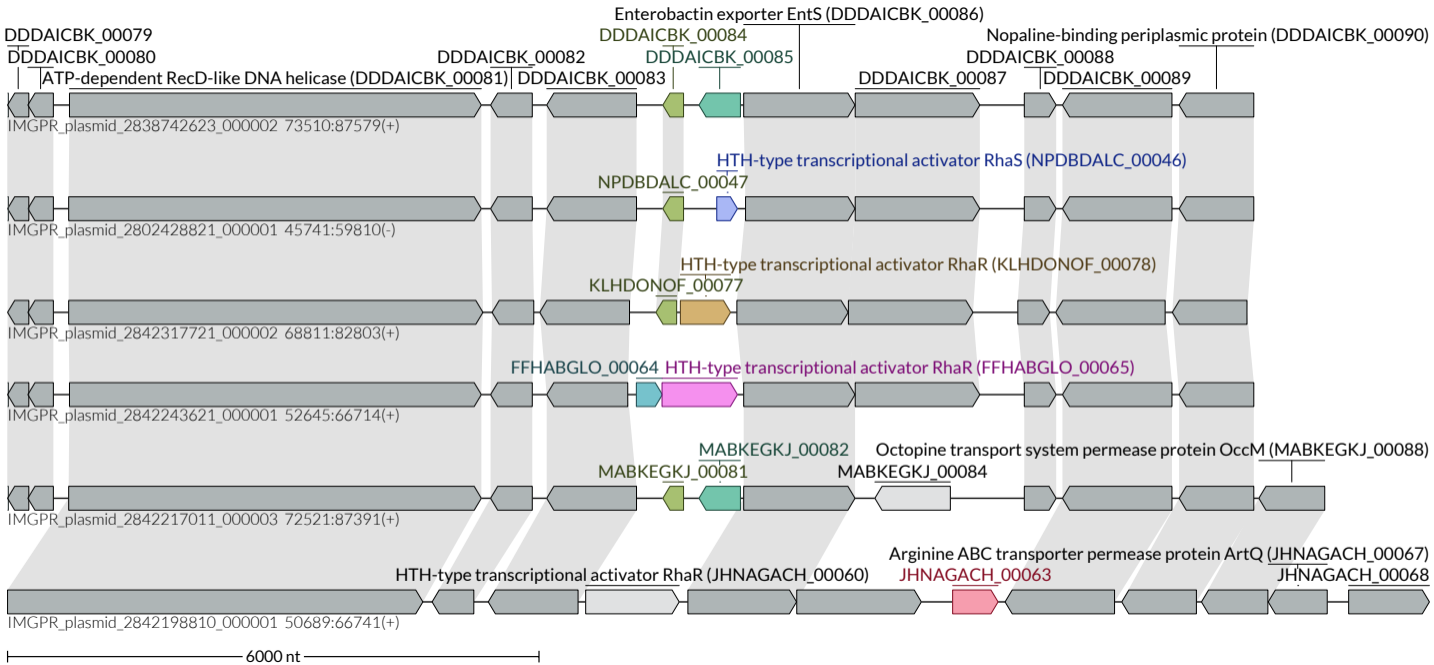 Enterobactin exporter EntS (DDDAICBK_00086)
DDDAICBK_00079 DDDAICBK_00084 Nopaline-binding periplasmic protein (DDDAICBK_00090)
DDDAICBK_00080 DDDAICBK_00082 DDDAICBK_00085 DDDAICBK_00088
ATP-dependent RecD-like DNA helicase (DDDAICBK_00081) DDDAICBK_00083 DDDAICBK_00087 DDDAICBK_00089
IMGPR_plasmid_2838742623_000002 73510:87579(+)
HTH-type transcriptional activator RhaS (NPDBDALC_00046)
NPDBDALC_00047
IMGPR_plasmid_2802428821_000001 45741:59810(-)
HTH-type transcriptional activator RhaR (KLHDONOF_00078)
KLHDONOF_00077
IMGPR_plasmid_2842317721_000002 68811:82803(+)
FFHABGLO_00064 HTH-type transcriptional activator RhaR (FFHABGLO_00065)
IMGPR_plasmid_2842243621_000001 52645:66714(+)
MABKEGKJ_00082 Octopine transport system permease protein OccM (MABKEGKJ_00088)
MABKEGKJ_00081 MABKEGKJ_00084
IMGPR_plasmid_2842217011_000003 72521:87391(+)
Arginine ABC transporter permease protein ArtQ (JHNAGACH_00067)
HTH-type transcriptional activator RhaR (JHNAGACH_00060) JHNAGACH_00063 JHNAGACH_00068
IMGPR_plasmid_2842198810_000001 50689:66741(+)
6000 nt